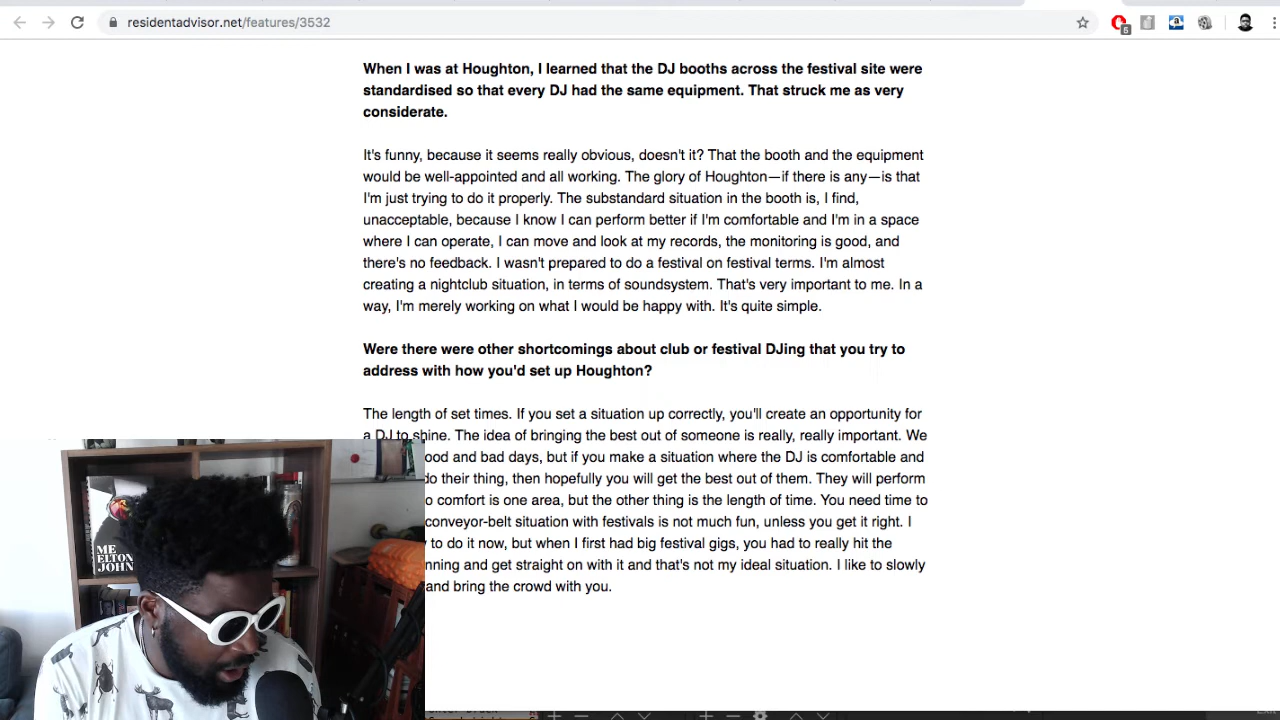 residentadvisor.net/features/3532
5
When I was at Houghton, I learned that the DJ booths across the festival site were
standardised so that every DJ had the same equipment. That struck me as very
considerate.
It's funny, because it seems really obvious, doesn't it? That the booth and the equipment
would be well-appointed and all working. The glory of Houghton—if there is any—is that
I'm just trying to do it properly. The substandard situation in the booth is, I find,
unacceptable, because I know I can perform better if I'm comfortable and I'm in a space
where I can operate, I can move and look at my records, the monitoring is good, and
there's no feedback. I wasn't prepared to do a festival on festival terms. I'm almost
creating a nightclub situation, in terms of soundsystem. That's very important to me. In a
way, I'm merely working on what I would be happy with. It's quite simple.
Were there were other shortcomings about club or festival DJing that you try to
address with how you'd set up Houghton?
The length of set times. If you set a situation up correctly, you'll create an opportunity for
a DJ to shine. The idea of bringing the best out of someone is really, really important. We
ood and bad days, but if you make a situation where the DJ is comfortable and
do their thing, then hopefully you will get the best out of them. They will perform
o comfort is one area, but the other thing is the length of time. You need time to
conveyor-belt situation with festivals is not much fun, unless you get it right. I
to do it now, but when I first had big festival gigs, you had to really hit the
nning and get straight on with it and that's not my ideal situation. I like to slowly
and bring the crowd with you.
ME
ELTON
JOHN